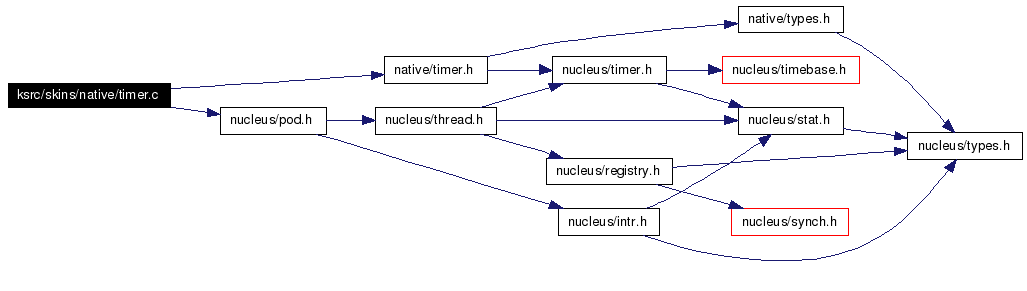 native/types.h
native/timer.h
nucleus/timer.h
nucleus/timebase.h
ksrc/skins/native/timer.c
nucleus/pod.h
nucleus/thread.h
nucleus/stat.h
nucleus/types.h
nucleus/registry.h
nucleus/intr.h
nucleus/synch.h